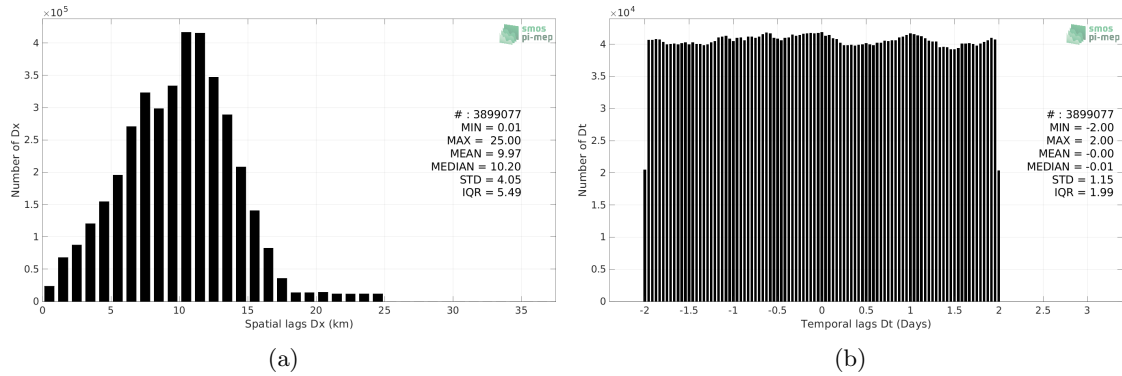 ×10⁵
4
3.5
3
2.5
2
1.5
1
0.5
0
Number of Dx
smos
pi-mep
# : 3899077
MIN = 0.01
MAX = 25.00
MEAN = 9.97
MEDIAN = 10.20
STD = 4.05
IQR = 5.49
0 5 10 15 20 25 30 35
Spatial lags Dx (km)
(a)
×10⁴
4
3.5
3
2.5
2
1.5
1
0.5
0
Number of Dt
smos
pi-mep
# : 3899077
MIN = -2.00
MAX = 2.00
MEAN = -0.00
MEDIAN = -0.01
STD = 1.15
IQR = 1.99
-2 -1.5 -1 -0.5 0 0.5 1 1.5 2 2.5 3
Temporal lags Dt (Days)
(b)